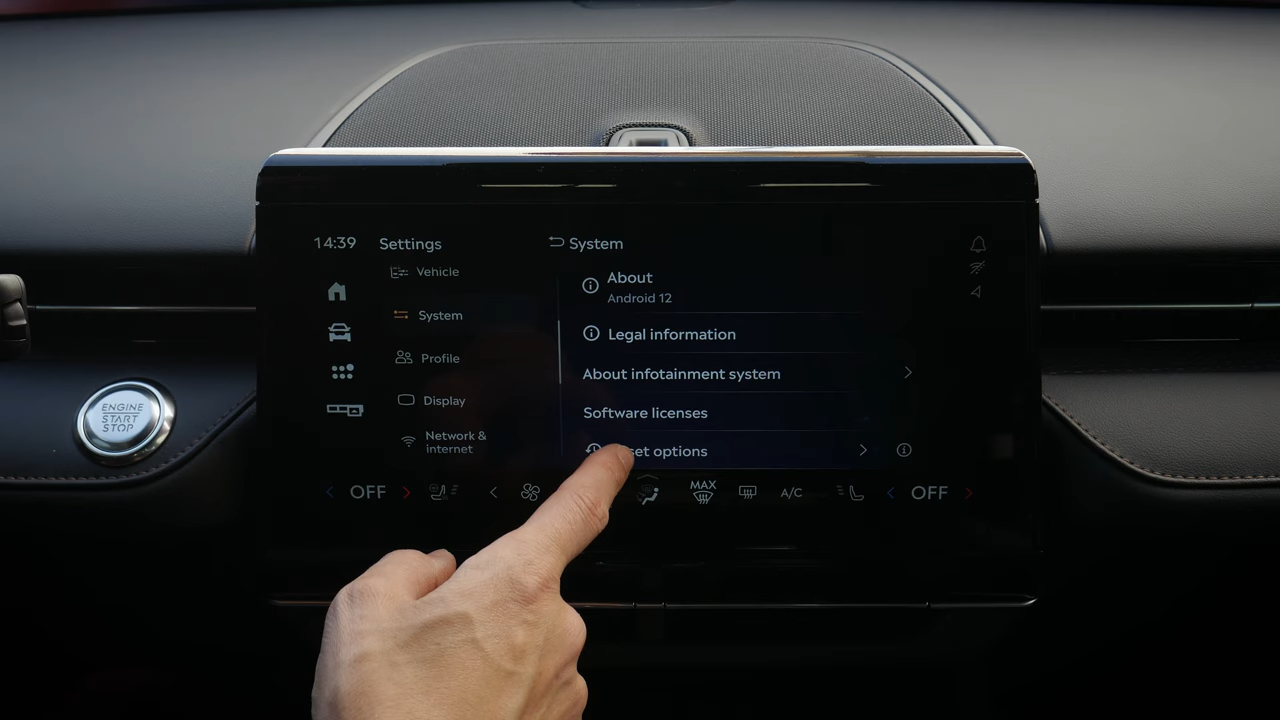 14:39
Settings
System
Vehicle
System
Profile
Display
Network &
internet
About
Android 12
Legal information
About infotainment system
Software licenses
set options
OFF
MAX
A/C
OFF
ENGINE
START
STOP